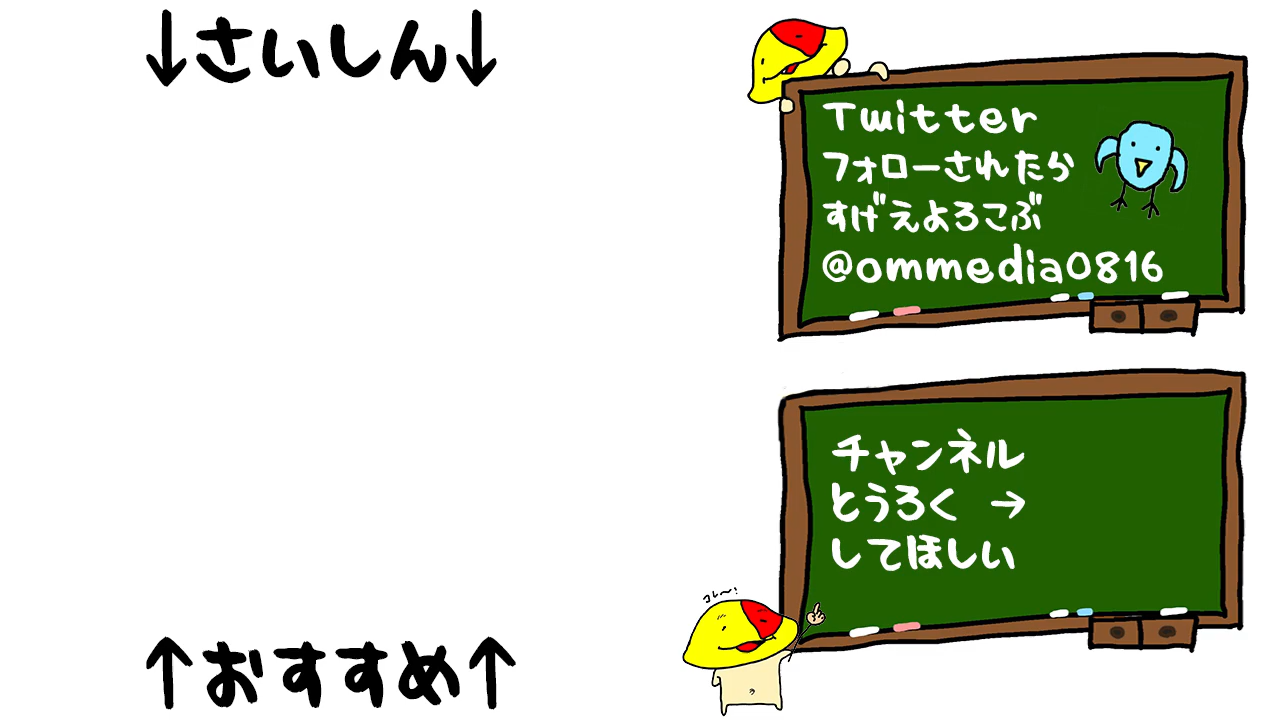 ↓さいしん↓
Twitter
フォローされたら
すげえよろこぶ
@ommedia0816
チャンネル
とうろく →
してほしい
コレ〜!
↑おすすめ↑